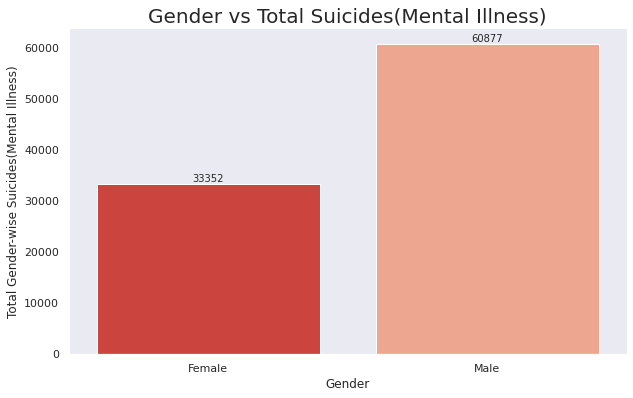 Gender vs Total Suicides(Mental Illness)
60877
60000
50000
40000
33352
30000
20000
10000
0
Total Gender-wise Suicides(Mental Illness)
Female
Male
Gender